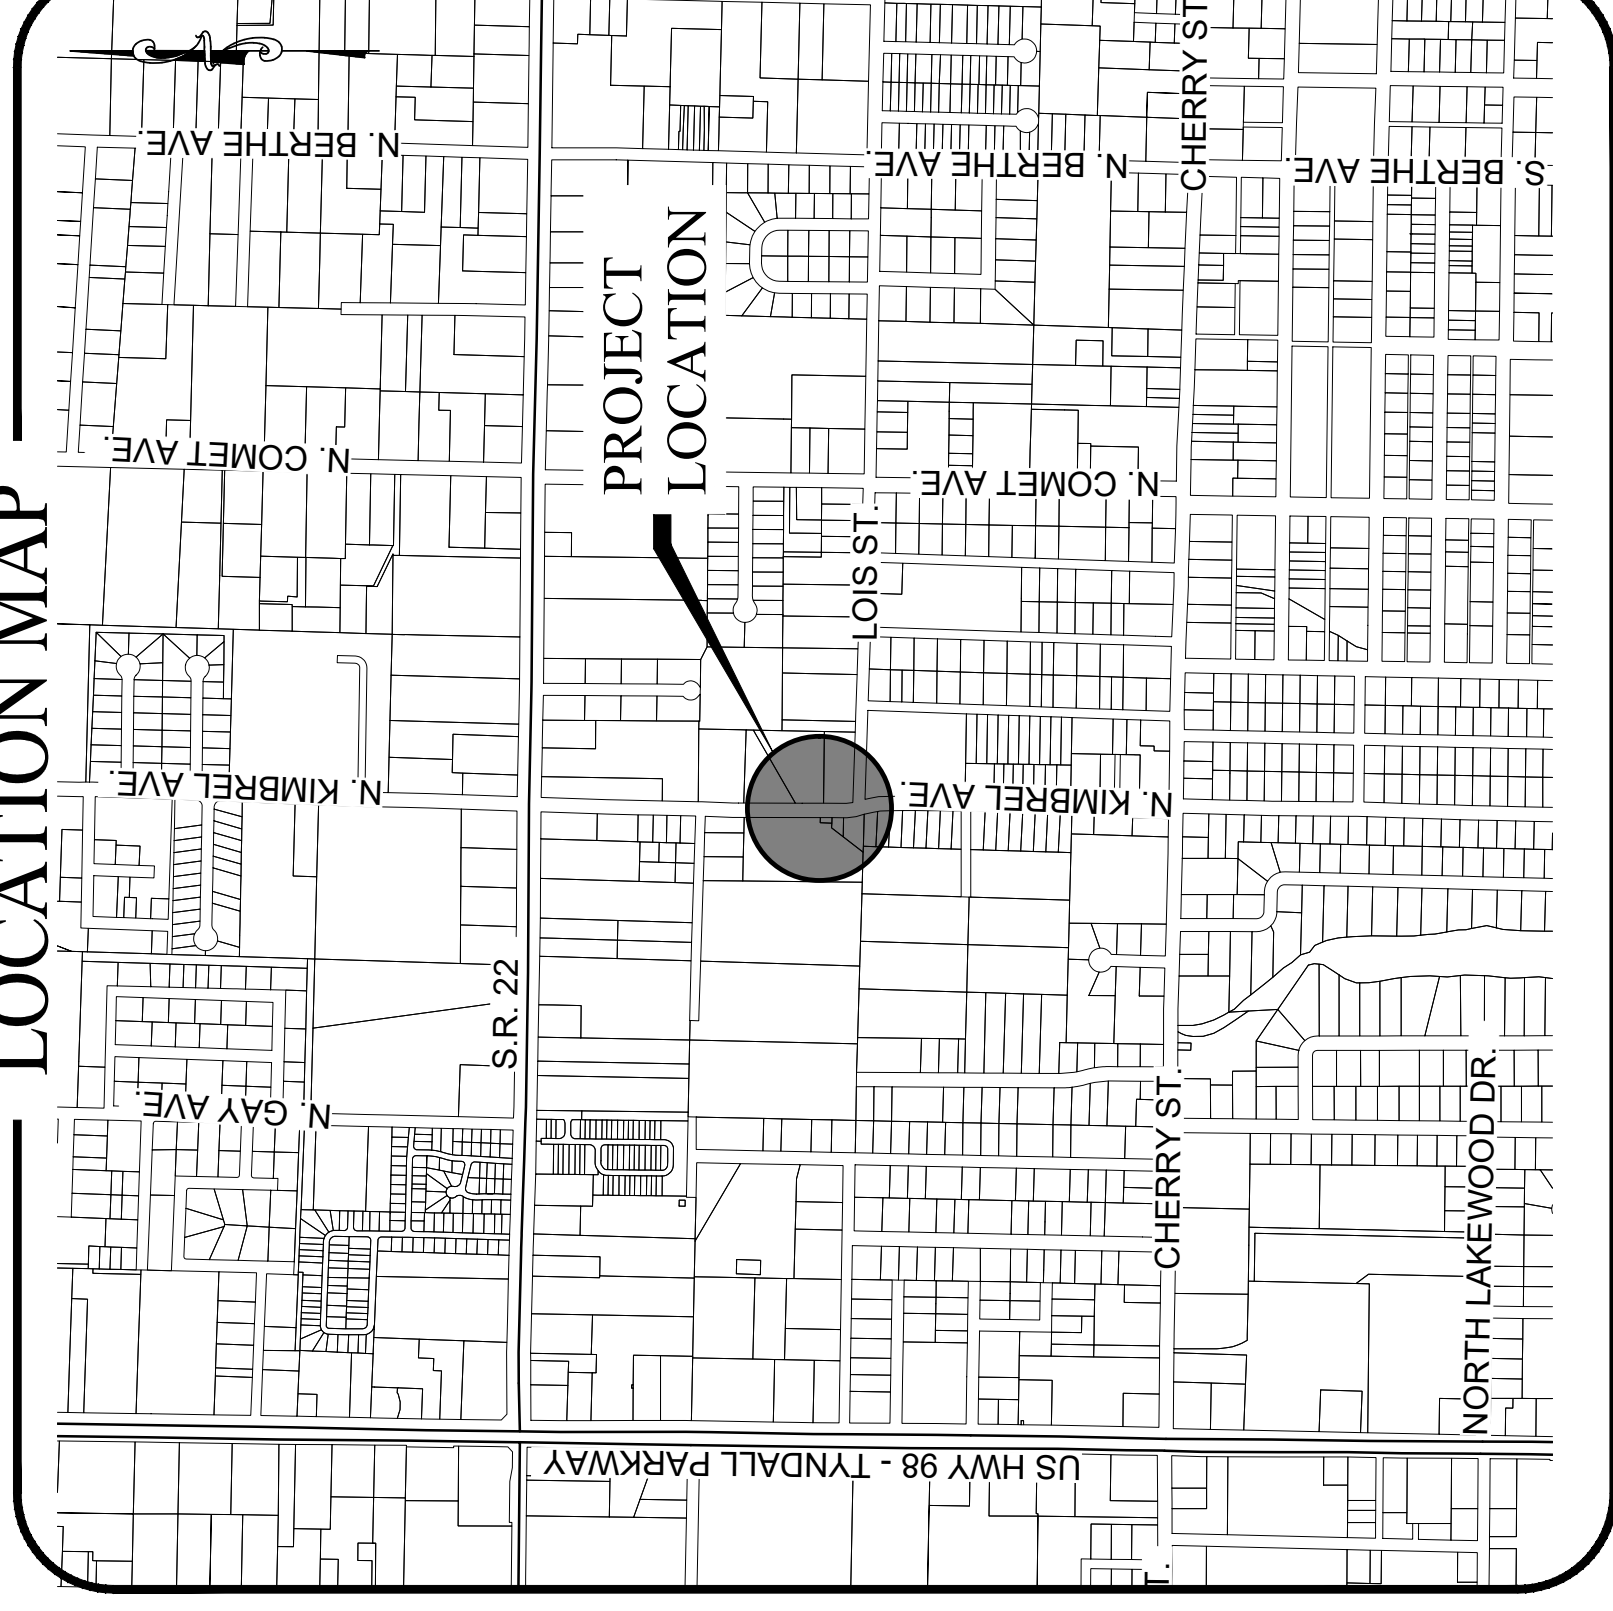 LOCATION MAP
N
N. BERTHE AVE.
N. BERTHE AVE.
S. BERTHE AVE.
CHERRY ST
PROJECT
LOCATION
N. COMET AVE.
N. COMET AVE.
LOIS ST.
N. KIMBREL AVE.
N. KIMBREL AVE.
S.R. 22
N. GAY AVE.
CHERRY ST.
NORTH LAKEWOOD DR.
US HWY 98 - TYNDALL PARKWAY
T.